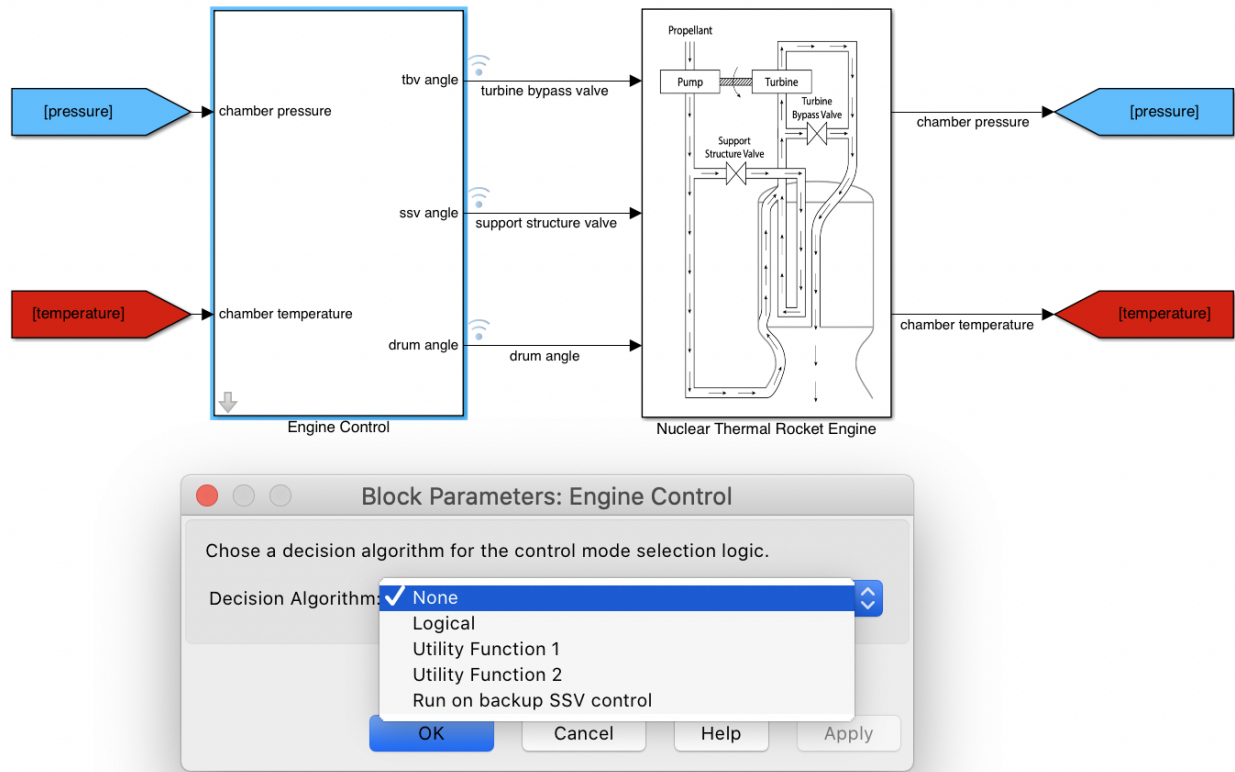 Propellant
Pump
Turbine
Turbine
Bypass Valve
Support
Structure Valve
tbv angle
turbine bypass valve
[pressure]
chamber pressure
chamber pressure
[pressure]
ssv angle
support structure valve
[temperature]
chamber temperature
chamber temperature
[temperature]
drum angle
drum angle
Engine Control
Nuclear Thermal Rocket Engine
Block Parameters: Engine Control
Chose a decision algorithm for the control mode selection logic.
Decision Algorithm:
None
Logical
Utility Function 1
Utility Function 2
Run on backup SSV control
OK
Cancel
Help
Apply